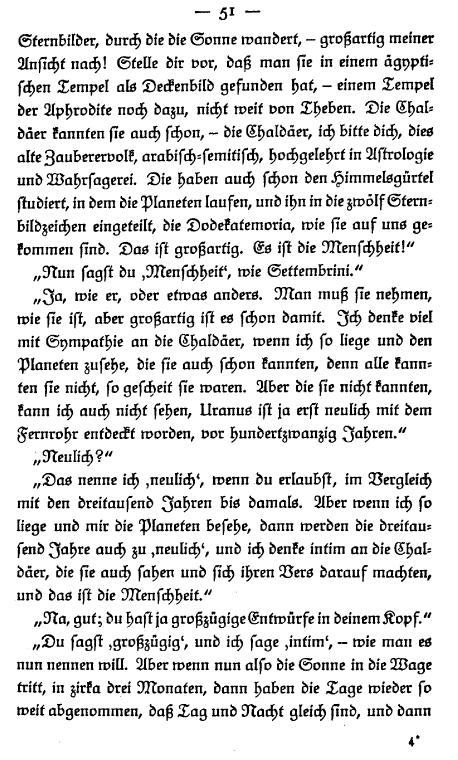 — 51 —
Sternbilder, durch die die Sonne wandert, – großartig meiner
Ansicht nach! Stelle dir vor, daß man sie in einem ägypti=
schen Tempel als Deckenbild gefunden hat, – einem Tempel
der Aphrodite noch dazu, nicht weit von Theben. Die Chal=
däer kannten sie auch schon, – die Chaldäer, ich bitte dich, dies
alte Zauberervolk, arabisch=semitisch, hochgelehrt in Astrologie
und Wahrsagerei. Die haben auch schon den Himmelsgürtel
studiert, in dem die Planeten laufen, und ihn in die zwölf Stern=
bildzeichen eingeteilt, die Dodekatemoria, wie sie auf uns ge=
kommen sind. Das ist großartig. Es ist die Menschheit!“
„Nun sagst du ‚Menschheit‘, wie Settembrini.“
„Ja, wie er, oder etwas anders. Man muß sie nehmen,
wie sie ist, aber großartig ist es schon damit. Ich denke viel
mit Sympathie an die Chaldäer, wenn ich so liege und den
Planeten zusehe, die sie auch schon kannten, denn alle kann=
ten sie nicht, so gescheit sie waren. Aber die sie nicht kannten,
kann ich auch nicht sehen, Uranus ist ja erst neulich mit dem
Fernrohr entdeckt worden, vor hundertzwanzig Jahren.“
„Neulich?“
„Das nenne ich ‚neulich‘, wenn du erlaubst, im Vergleich
mit den dreitausend Jahren bis damals. Aber wenn ich so
liege und mir die Planeten besehe, dann werden die dreitau=
send Jahre auch zu ‚neulich‘, und ich denke intim an die Chal=
däer, die sie auch sahen und sich ihren Vers darauf machten,
und das ist die Menschheit.“
„Na, gut; du hast ja großzügige Entwürfe in deinem Kopf.“
„Du sagst ‚großzügig‘, und ich sage ‚intim‘, – wie man es
nun nennen will. Aber wenn nun also die Sonne in die Wage
tritt, in zirka drei Monaten, dann haben die Tage wieder so
weit abgenommen, daß Tag und Nacht gleich sind, und dann
4*